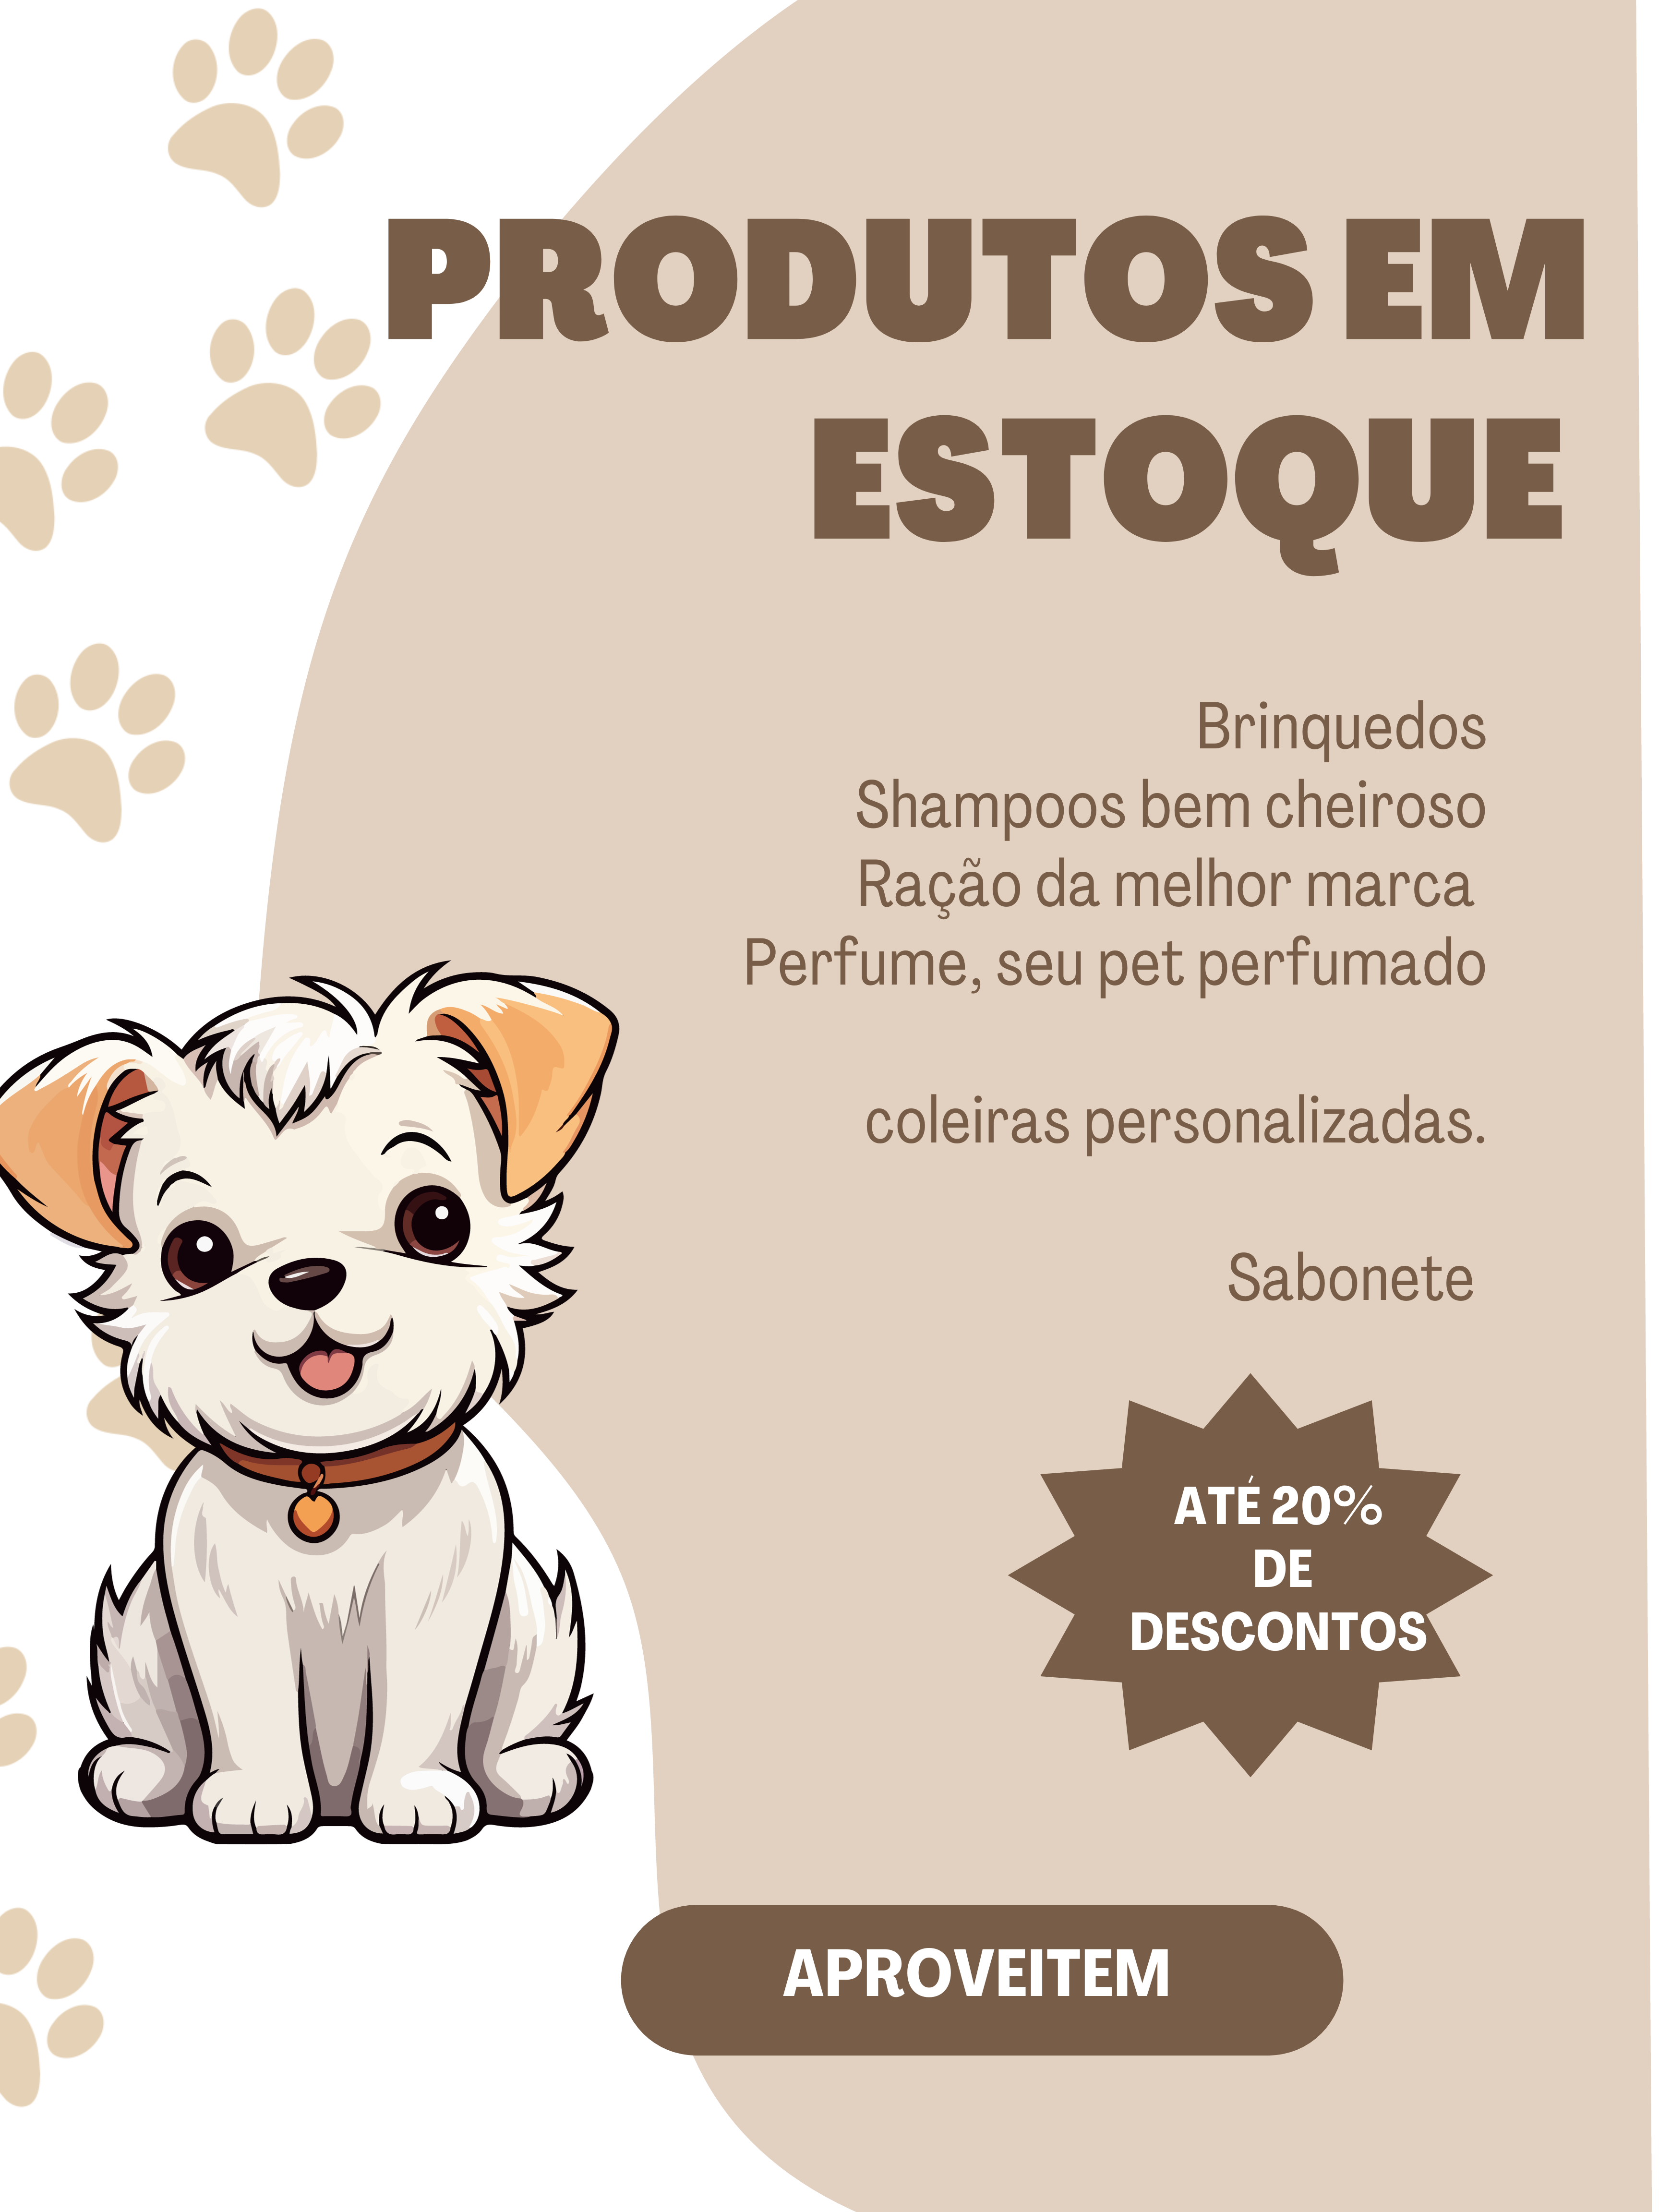 PRODUTOS EM
ESTOQUE
Brinquedos
Shampoos bem cheiroso
Ração da melhor marca
Perfume, seu pet perfumado
coleiras personalizadas.
Sabonete
ATÉ 20%
DE
DESCONTOS
APROVEITEM